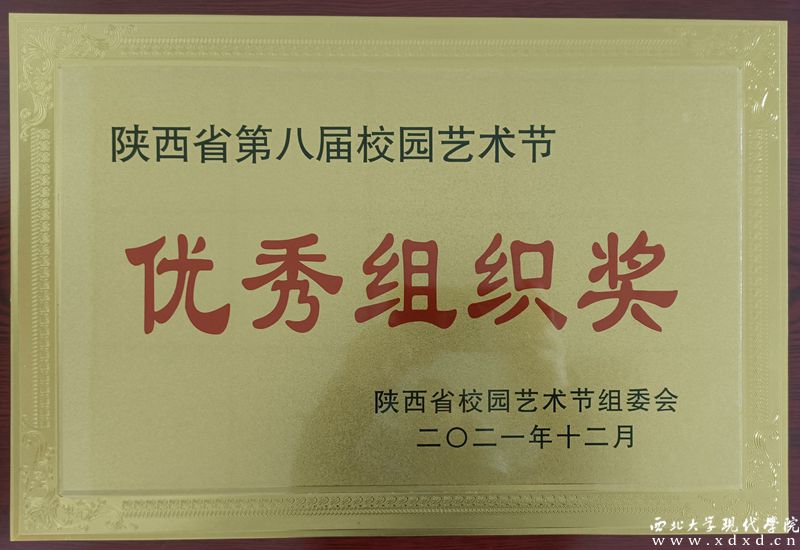 陕西省第八届校园艺术节
优秀组织奖
陕西省校园艺术节组委会
二〇二一年十二月
西北大学现代学院
www.xdxd.cn